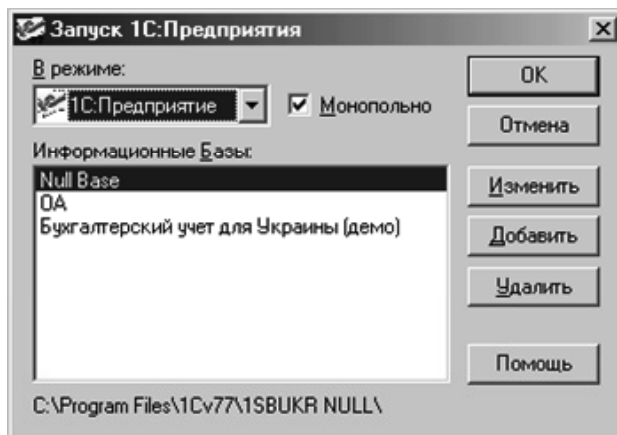 Запуск 1С:Предприятия
В режиме:
1С:Предприятие
Монопольно
Информационные Базы:
Null Base
ОА
Бухгалтерский учет для Украины (демо)
C:\Program Files\1Cv77\1SBUKR NULL\
OK
Отмена
Изменить
Добавить
Удалить
Помощь